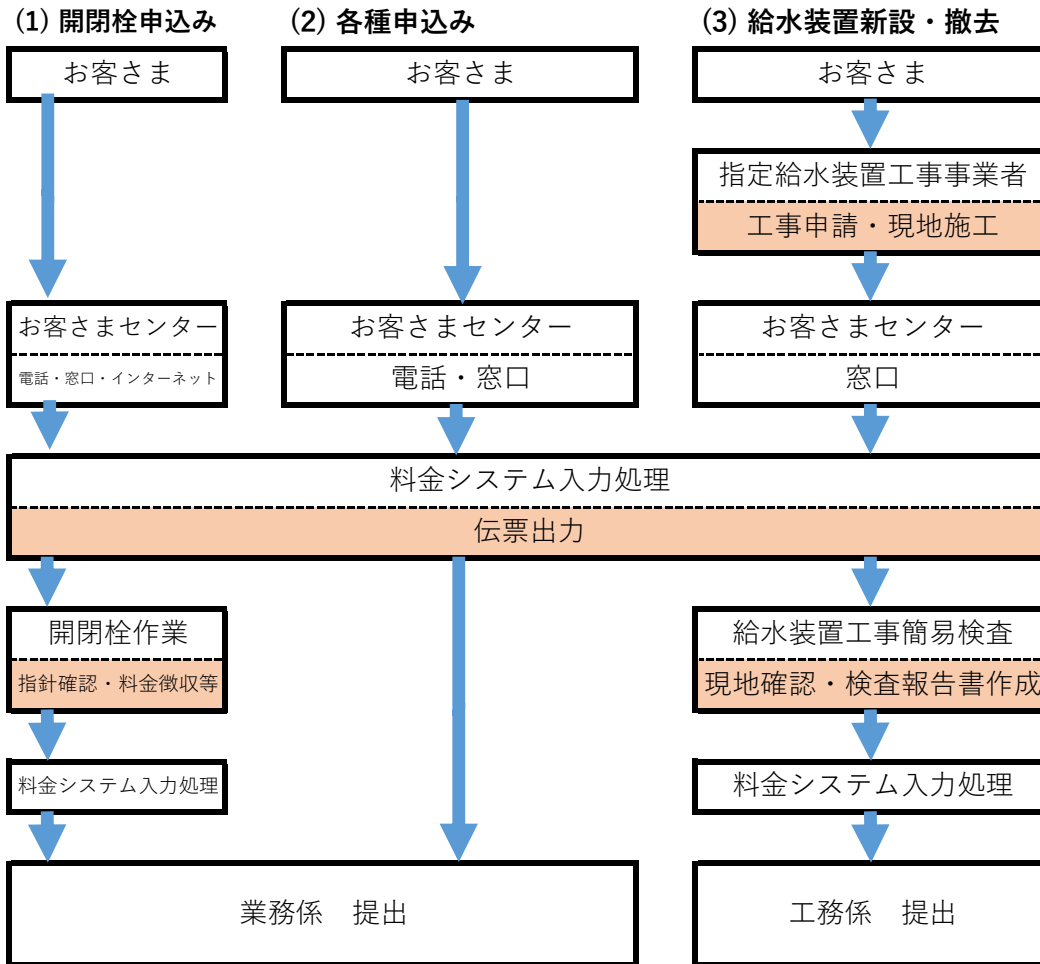 (1) 開閉栓申込み
(2) 各種申込み
(3) 給水装置新設・撤去
お客さま
お客さま
お客さま
指定給水装置工事事業者
工事申請・現地施工
お客さまセンター
お客さまセンター
お客さまセンター
電話・窓口・インターネット
電話・窓口
窓口
料金システム入力処理
伝票出力
開閉栓作業
給水装置工事簡易検査
指針確認・料金徴収等
現地確認・検査報告書作成
料金システム入力処理
料金システム入力処理
業務係　提出
工務係　提出